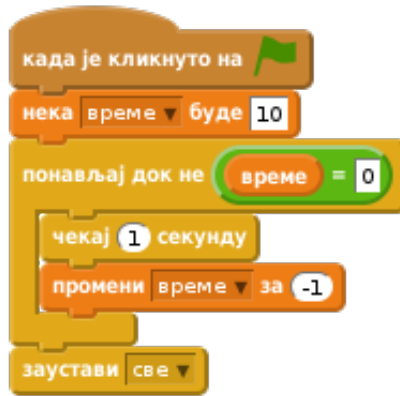 када је кликнуто на
нека време буде 10
понављај док не време = 0
чекај 1 секунду
промени време за -1
заустави све